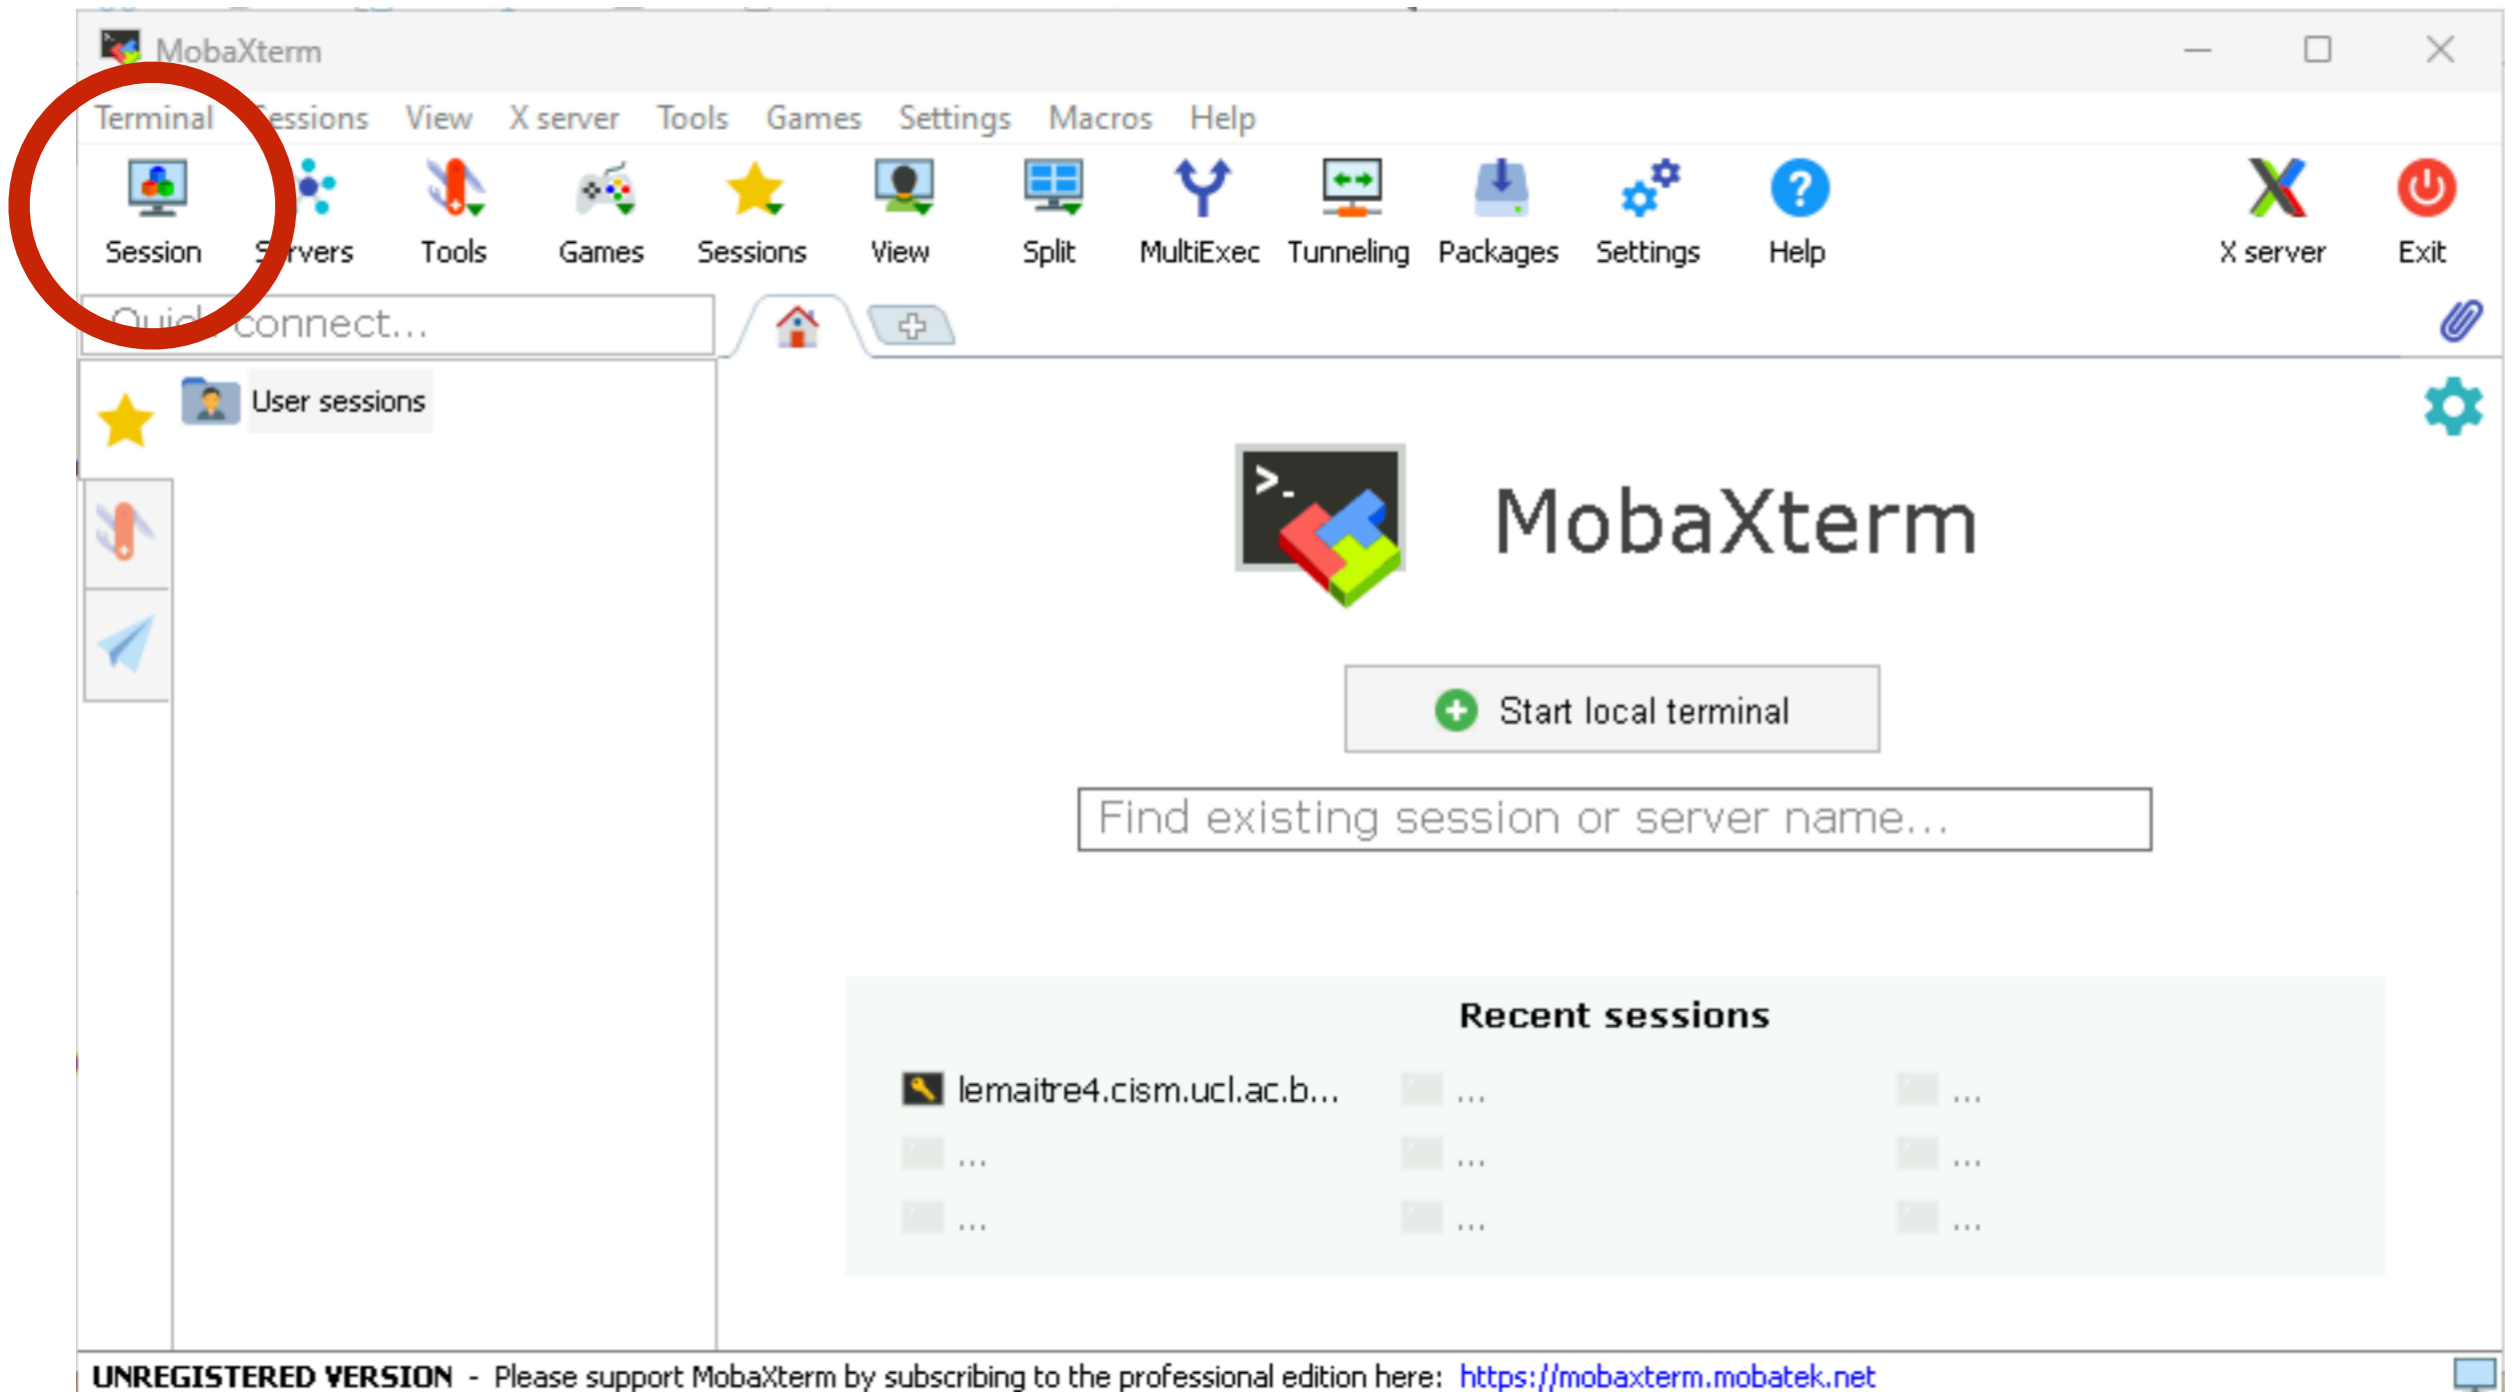 MobaXterm
Terminal Sessions View X server Tools Games Settings Macros Help
Session Servers Tools Games Sessions View Split MultiExec Tunneling Packages Settings Help X server Exit
Quick connect...
User sessions
>_
MobaXterm
Start local terminal
Find existing session or server name...
Recent sessions
lemaitre4.cism.ucl.ac.b... ... ...
... ... ...
... ... ...
UNREGISTERED VERSION - Please support MobaXterm by subscribing to the professional edition here: https://mobaxterm.mobatek.net